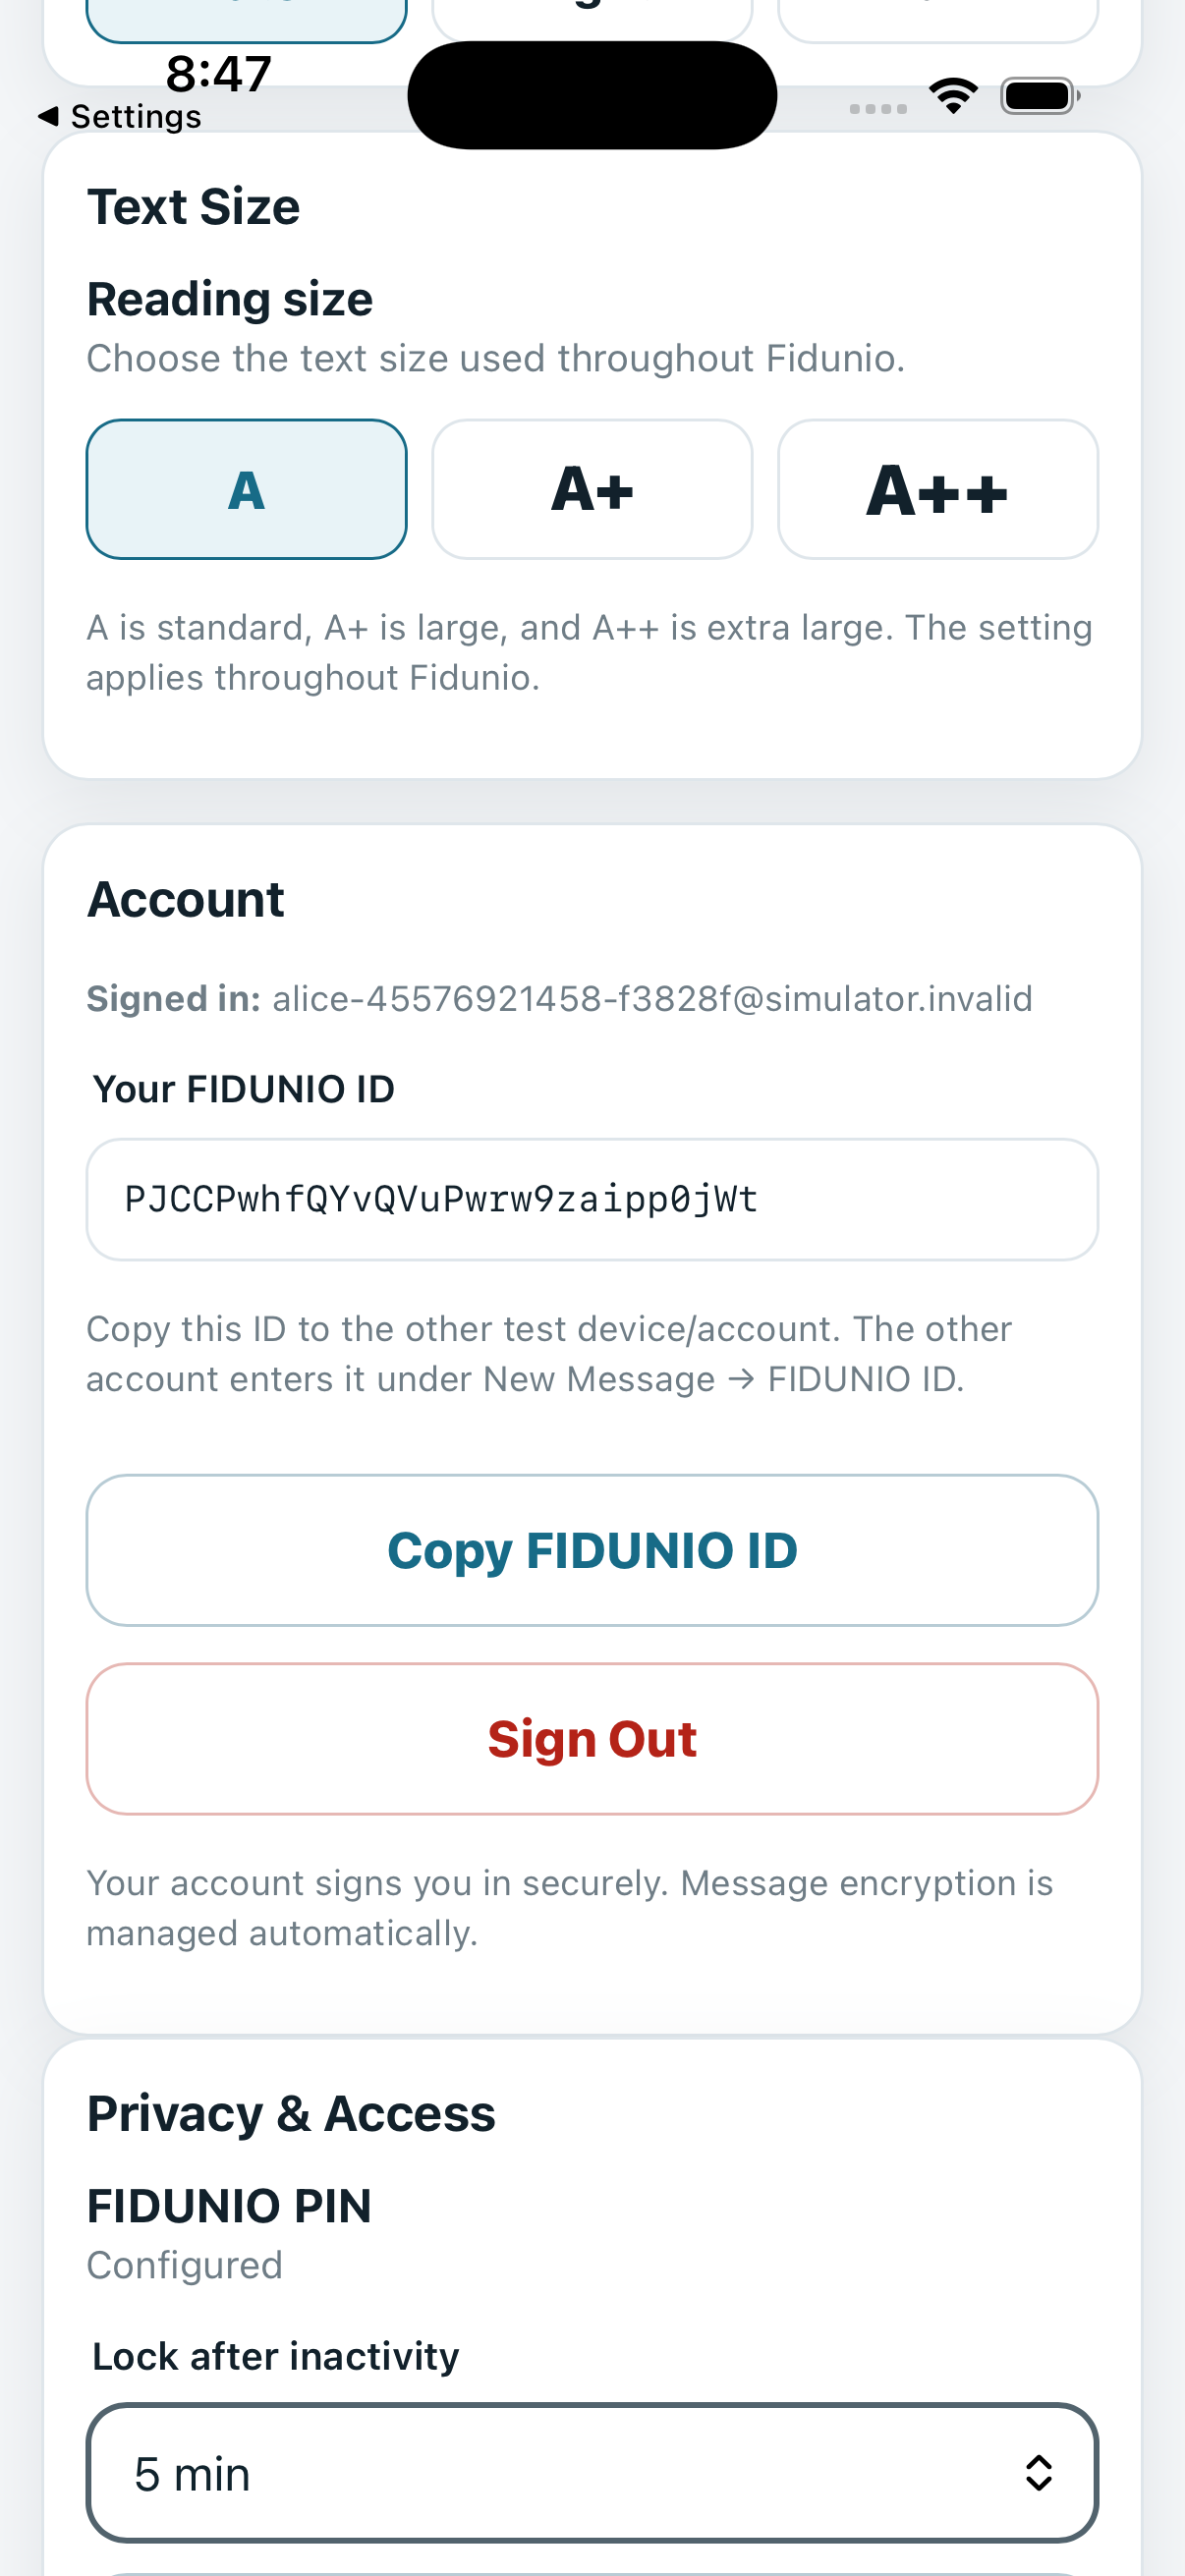 8:47
◀ Settings
Text Size
Reading size
Choose the text size used throughout Fidunio.
A
A+
A++
A is standard, A+ is large, and A++ is extra large. The setting
applies throughout Fidunio.
Account
Signed in: alice-45576921458-f3828f@simulator.invalid
Your FIDUNIO ID
PJCCPwhfQYvQVuPwrw9zaipp0jWt
Copy this ID to the other test device/account. The other
account enters it under New Message → FIDUNIO ID.
Copy FIDUNIO ID
Sign Out
Your account signs you in securely. Message encryption is
managed automatically.
Privacy & Access
FIDUNIO PIN
Configured
Lock after inactivity
5 min